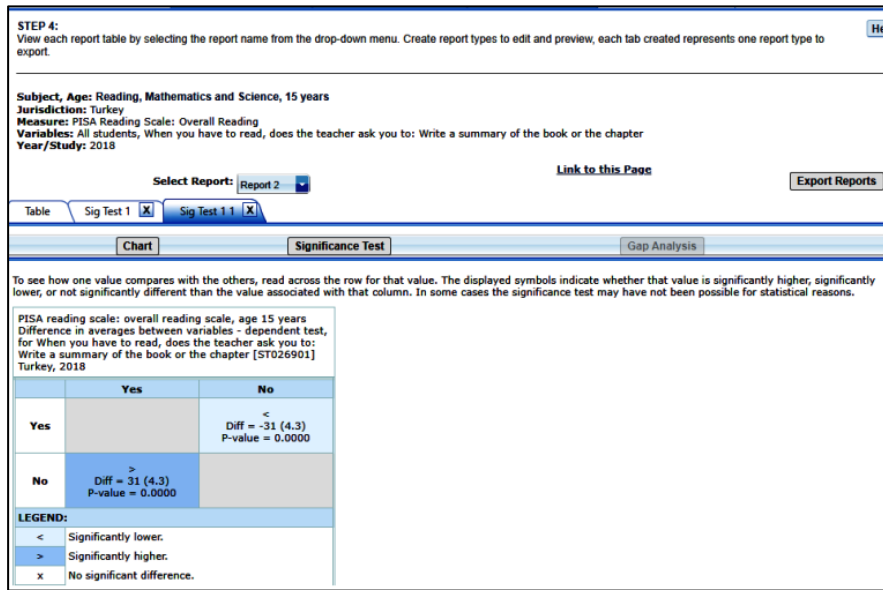 STEP 4:
View each report table by selecting the report name from the drop-down menu. Create report types to edit and preview, each tab created represents one report type to
export.
He
Subject, Age: Reading, Mathematics and Science, 15 years
Jurisdiction: Turkey
Measure: PISA Reading Scale: Overall Reading
Variables: All students, When you have to read, does the teacher ask you to: Write a summary of the book or the chapter
Year/Study: 2018
Link to this Page
Select Report: Report 2
Export Reports
Table Sig Test 1 X Sig Test 1 1 X
Chart Significance Test Gap Analysis
To see how one value compares with the others, read across the row for that value. The displayed symbols indicate whether that value is significantly higher, significantly
lower, or not significantly different than the value associated with that column. In some cases the significance test may have not been possible for statistical reasons.
PISA reading scale: overall reading scale, age 15 years
Difference in averages between variables - dependent test,
for When you have to read, does the teacher ask you to:
Write a summary of the book or the chapter [ST026901]
Turkey, 2018
Yes No
Yes
<
Diff = -31 (4.3)
P-value = 0.0000
No
>
Diff = 31 (4.3)
P-value = 0.0000
LEGEND:
< Significantly lower.
> Significantly higher.
x No significant difference.